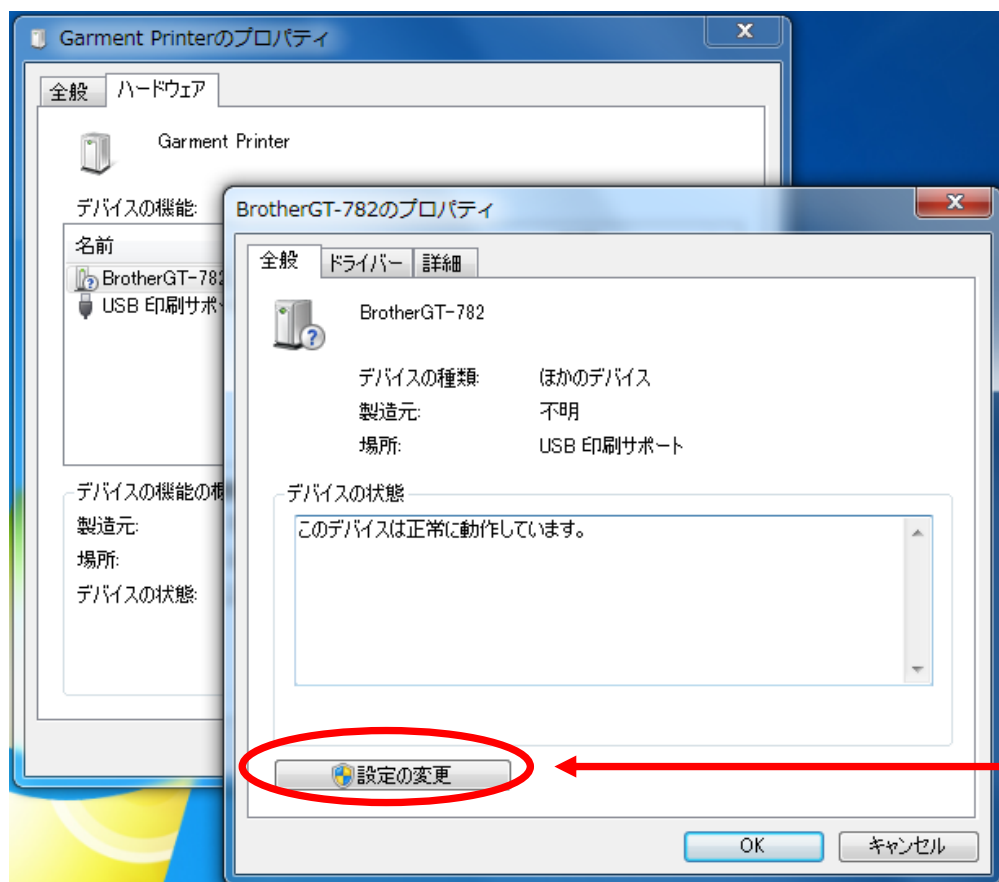 Garment Printerのプロパティ
全般 ハードウェア
Garment Printer
デバイスの機能:
名前
BrotherGT-782
USB 印刷サポ
デバイスの機能の
製造元:
場所:
デバイスの状態:
BrotherGT-782のプロパティ
全般 ドライバー 詳細
BrotherGT-782
デバイスの種類: ほかのデバイス
製造元: 不明
場所: USB 印刷サポート
デバイスの状態
このデバイスは正常に動作しています。
設定の変更
OK キャンセル